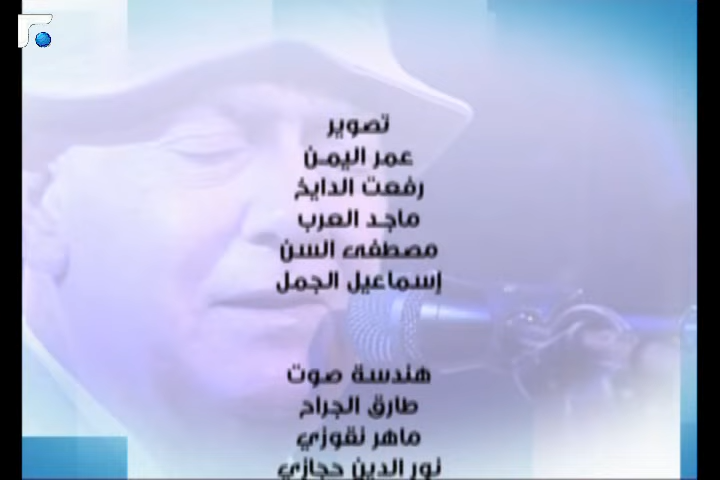 تصوير
عمر اليمن
رفعت الدايخ
ماجد العرب
مصطفى السن
إسماعيل الجمل
هندسة صوت
طارق الجراح
ماهر نقوزي
نور الدين حجازي